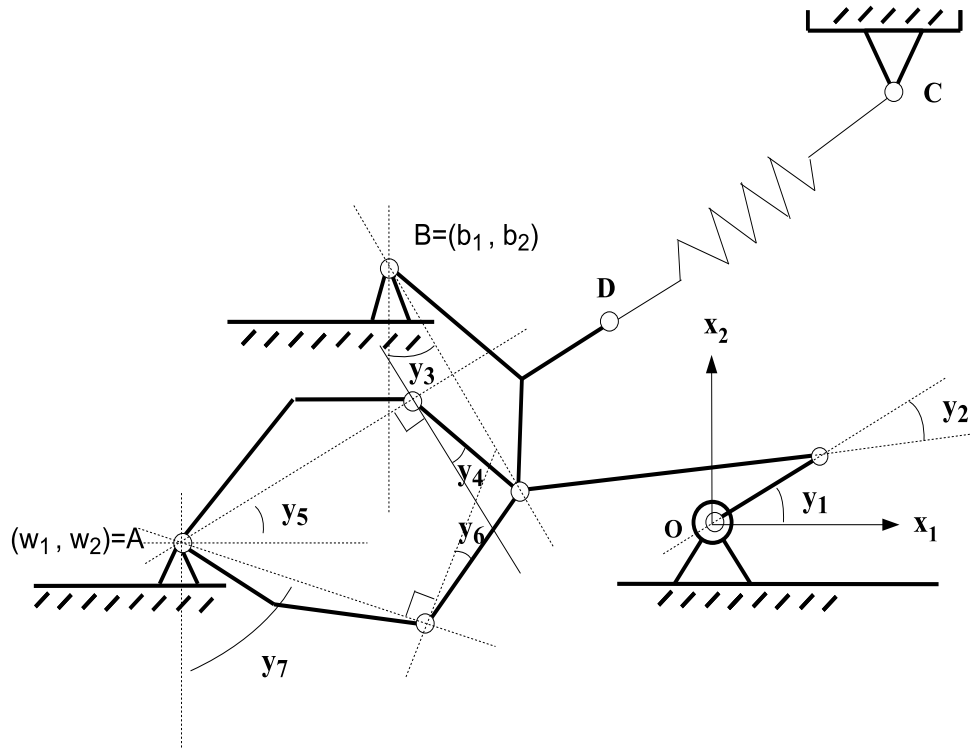 C
B=(b₁ , b₂)
D
x₂
y₃
y₂
y₄
y₅
y₁
(w₁ , w₂)=A
y₆
O
x₁
y₇